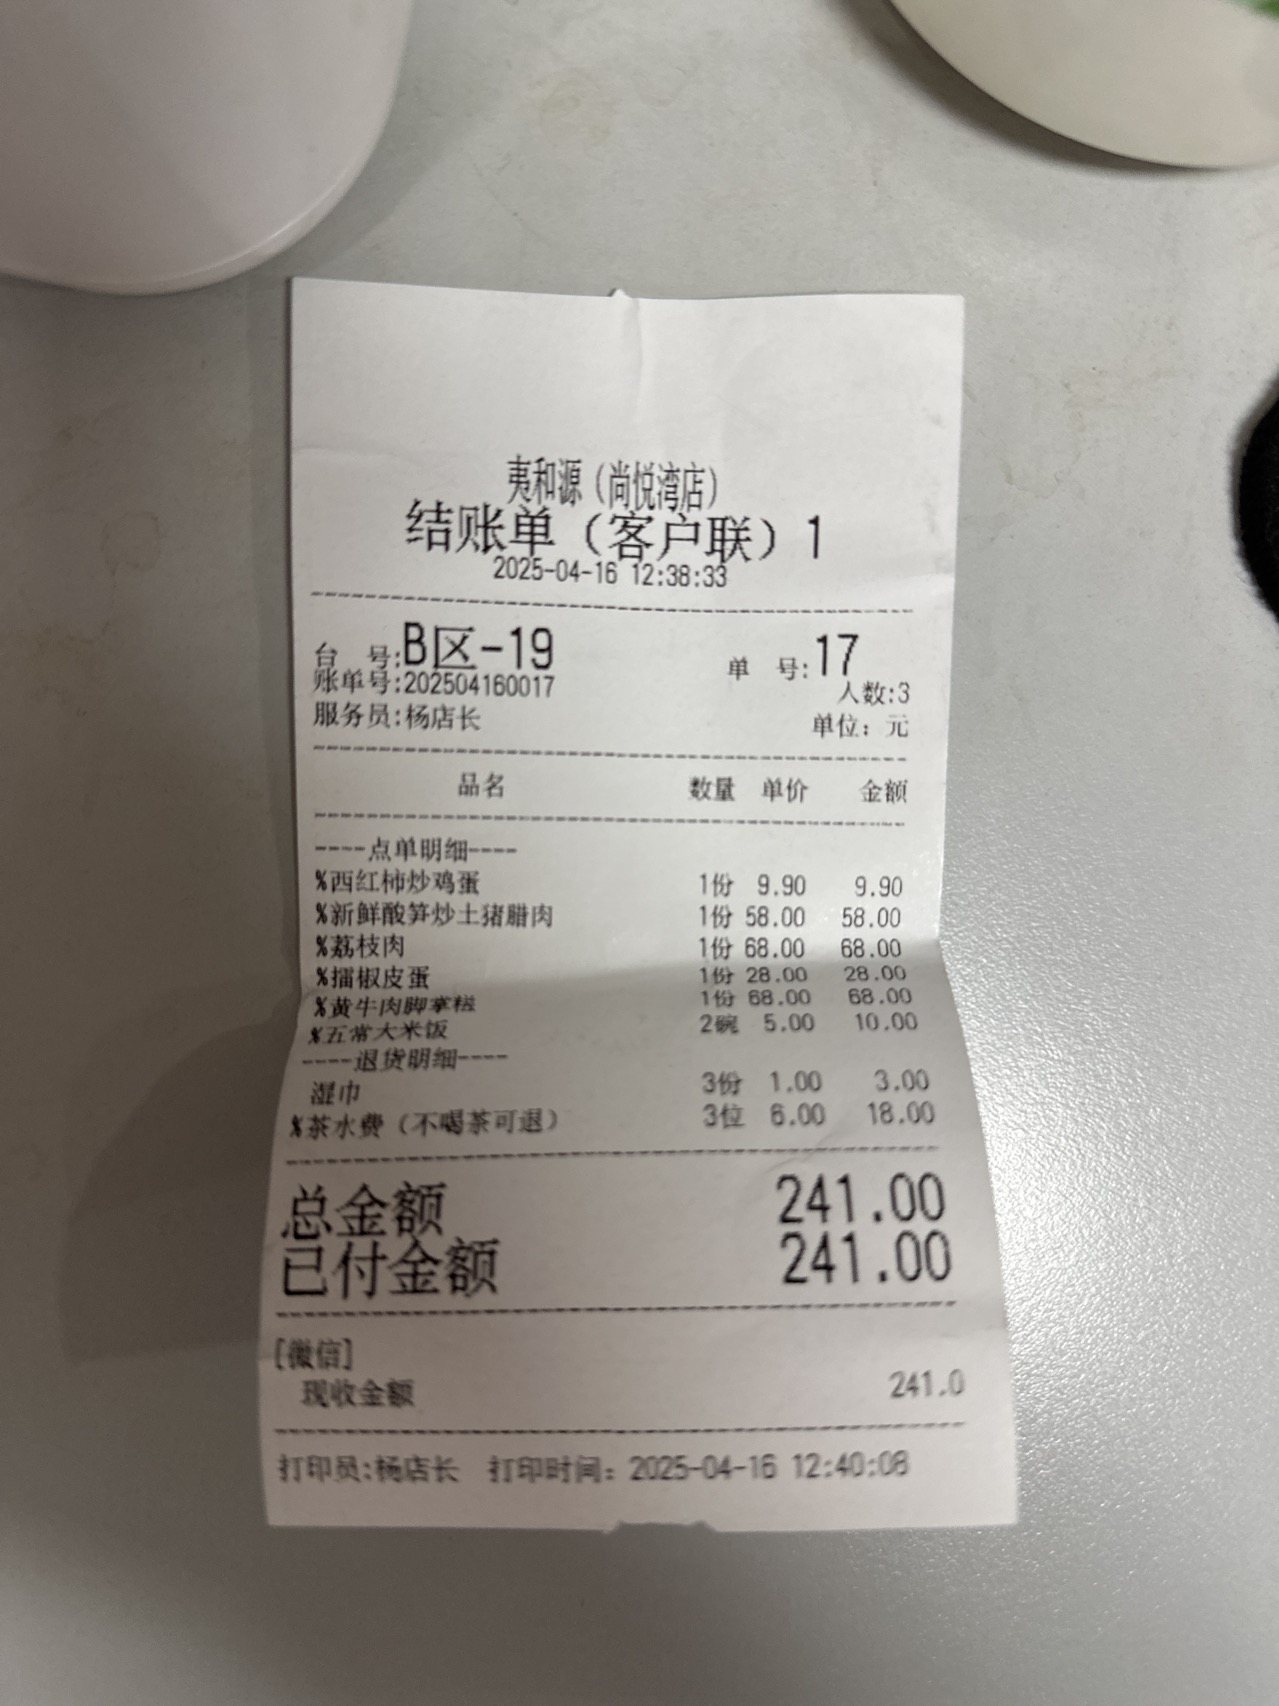 夷和源（尚悦湾店）
结账单（客户联）1
2025-04-16 12:38:33
台 号:B区-19 单 号:17
账单号:202504160017 人数:3
服务员:杨店长 单位：元
品名 数量 单价 金额
----点单明细----
%西红柿炒鸡蛋 1份 9.90 9.90
%新鲜酸笋炒土猪腊肉 1份 58.00 58.00
%荔枝肉 1份 68.00 68.00
%擂椒皮蛋 1份 28.00 28.00
%黄牛肉脚掌糍 1份 68.00 68.00
%五常大米饭 2碗 5.00 10.00
----退货明细----
湿巾 3份 1.00 3.00
%茶水费（不喝茶可退） 3位 6.00 18.00
总金额 241.00
已付金额 241.00
[微信]
现收金额 241.0
打印员:杨店长 打印时间：2025-04-16 12:40:08